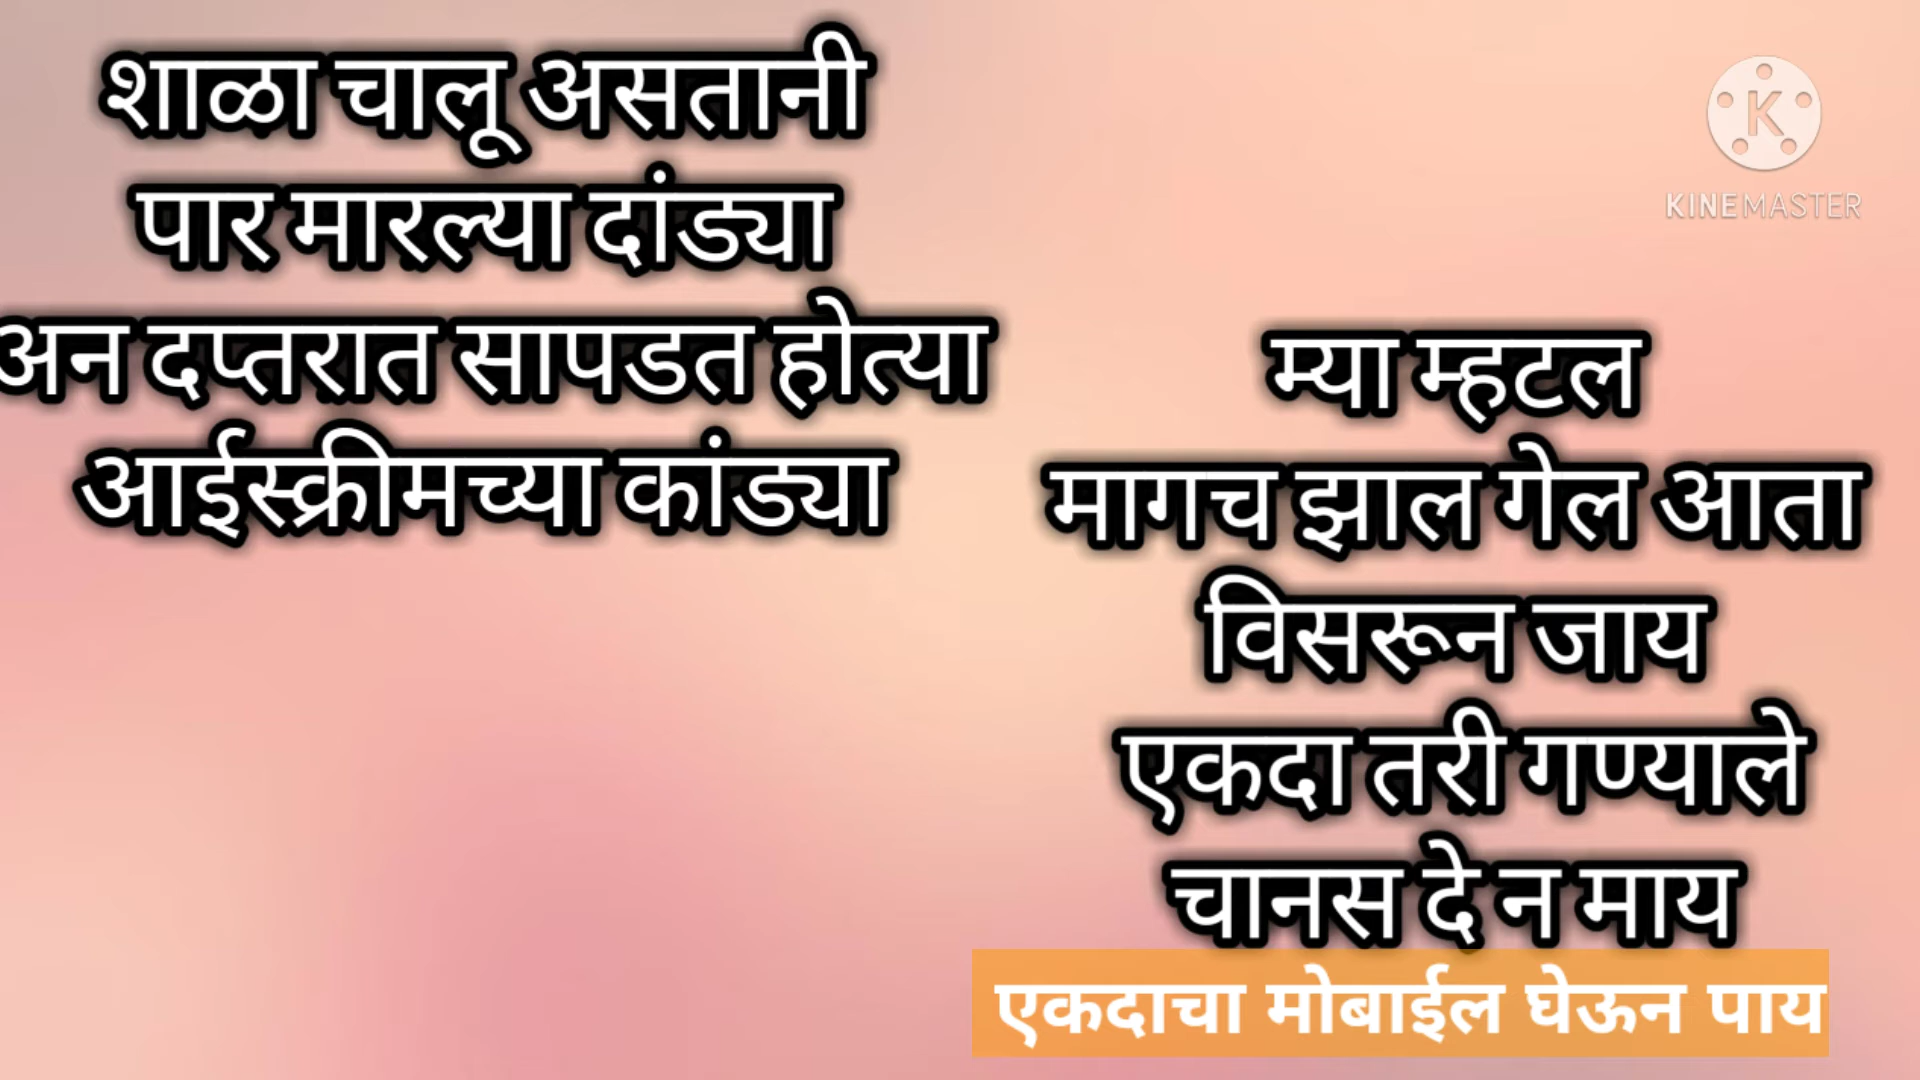 शाळा चालू असतानी
पार मारल्या दांड्या
अन दप्तरात सापडत होत्या
आईस्क्रीमच्या कांड्या
KINEMASTER
म्या म्हटल
मागच झाल गेल आता
विसरून जाय
एकदा तरी गण्याले
चानस दे न माय
एकदाचा मोबाईल घेऊन पाय